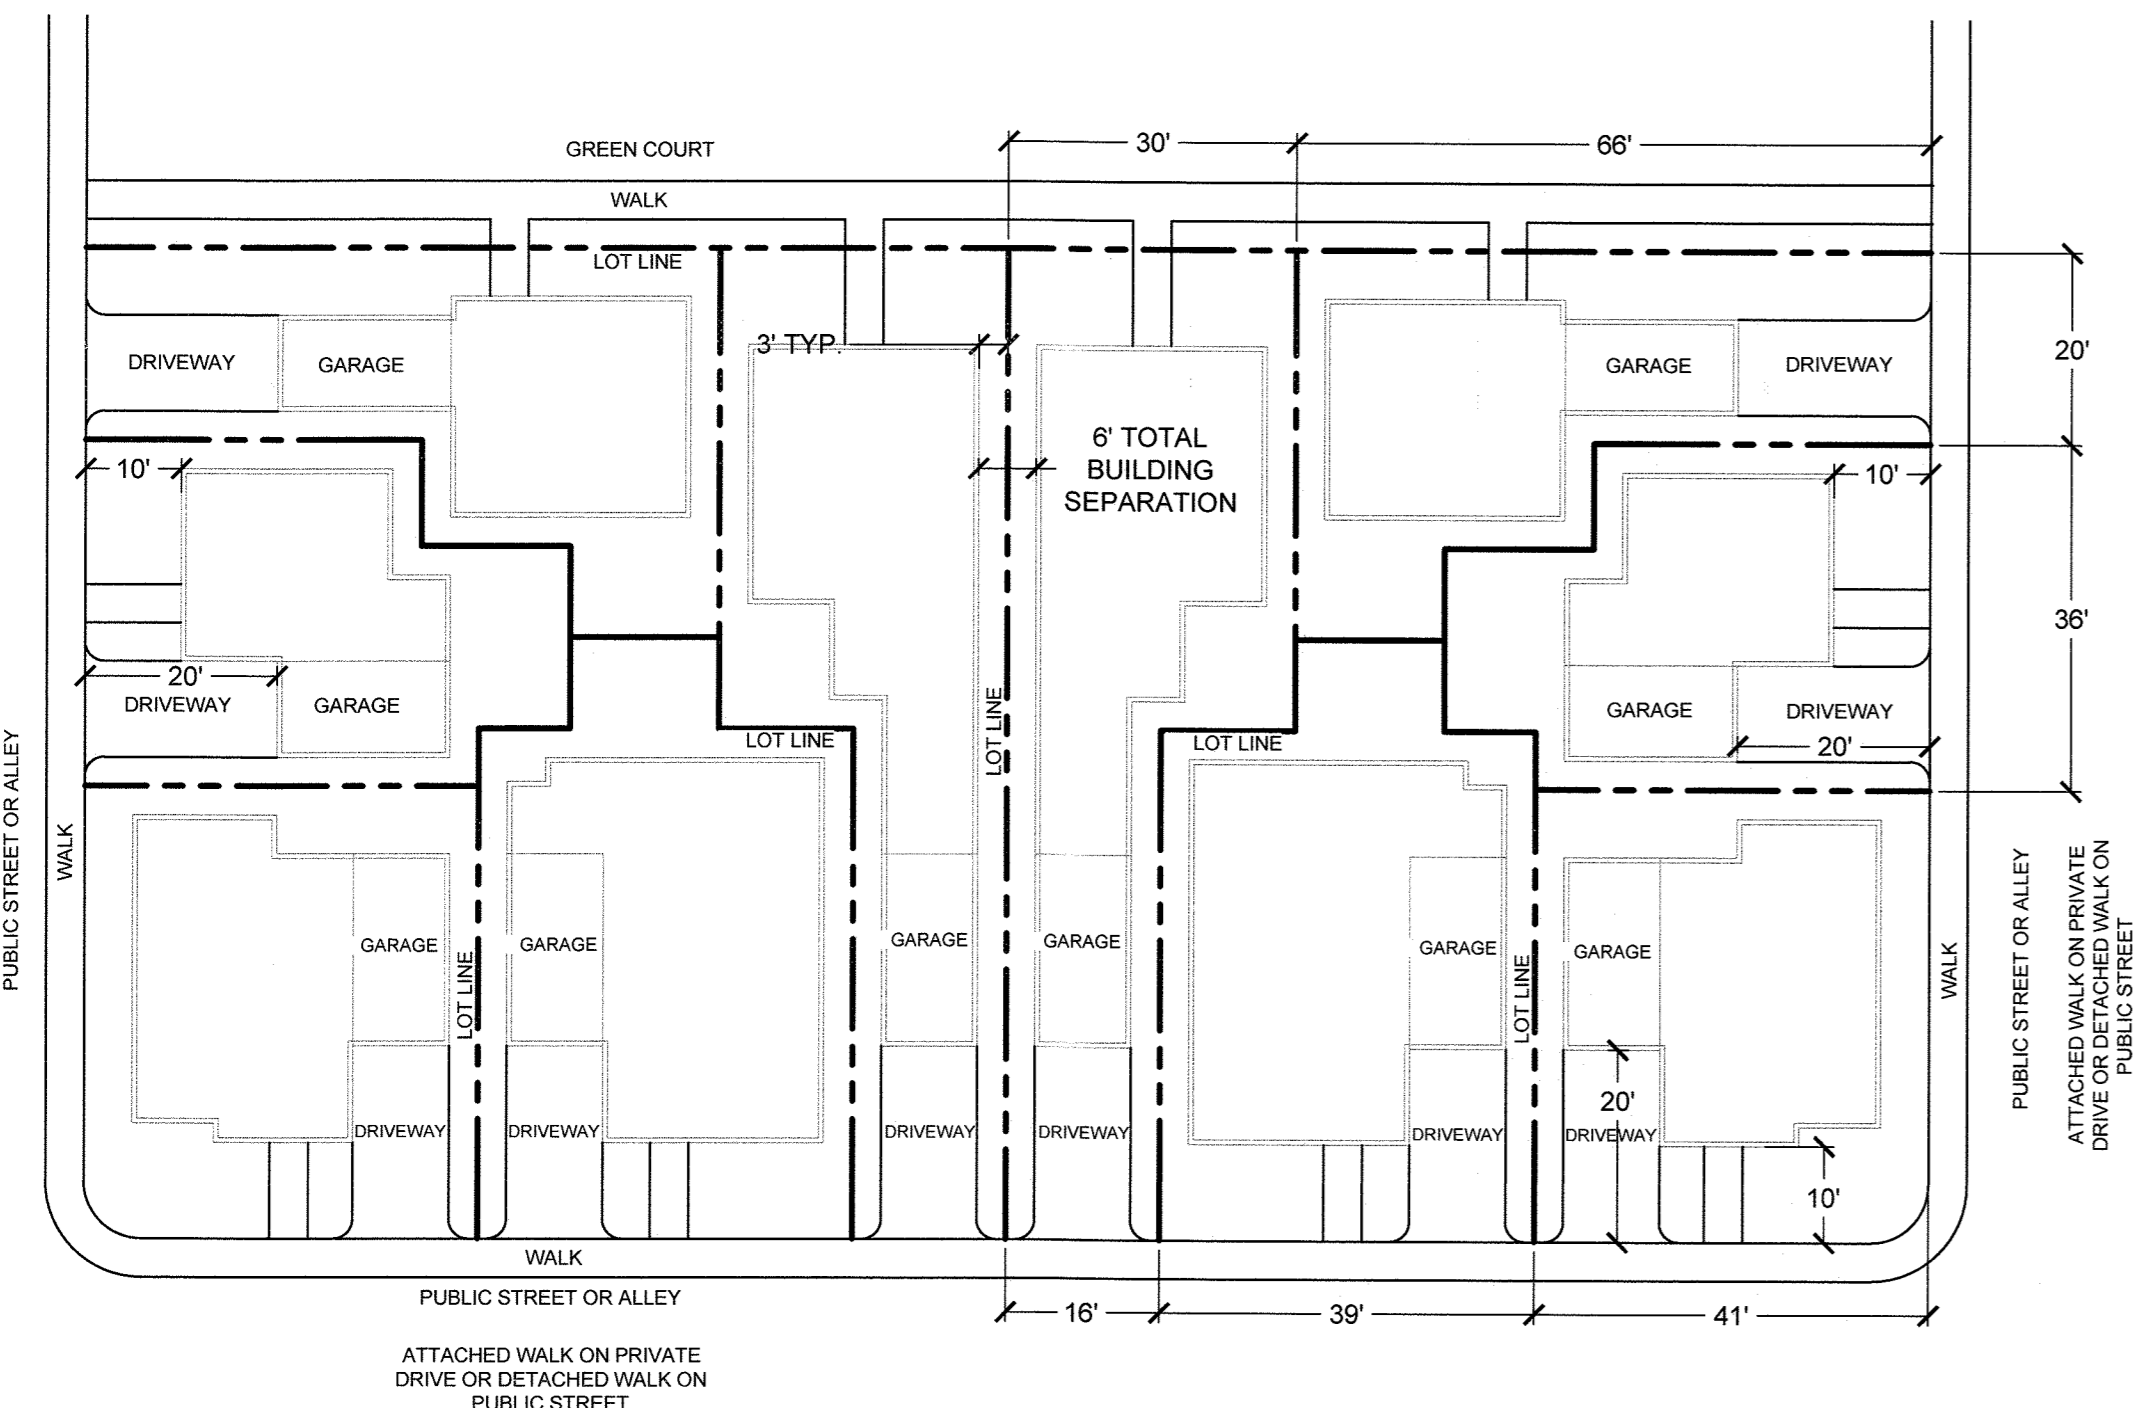 30'
66'
GREEN COURT
WALK
LOT LINE
3' TYP.
20'
DRIVEWAY
GARAGE
GARAGE
DRIVEWAY
6' TOTAL
BUILDING
SEPARATION
10'
10'
36'
20'
DRIVEWAY
GARAGE
LOT LINE
LOT LINE
LOT LINE
GARAGE
DRIVEWAY
20'
PUBLIC STREET OR ALLEY
WALK
GARAGE
LOT LINE
GARAGE
GARAGE
GARAGE
GARAGE
LOT LINE
GARAGE
WALK
PUBLIC STREET OR ALLEY
ATTACHED WALK ON PRIVATE
DRIVE OR DETACHED WALK ON
PUBLIC STREET
20'
DRIVEWAY
DRIVEWAY
DRIVEWAY
DRIVEWAY
DRIVEWAY
DRIVEWAY
10'
WALK
PUBLIC STREET OR ALLEY
16'
39'
41'
ATTACHED WALK ON PRIVATE
DRIVE OR DETACHED WALK ON
PUBLIC STREET